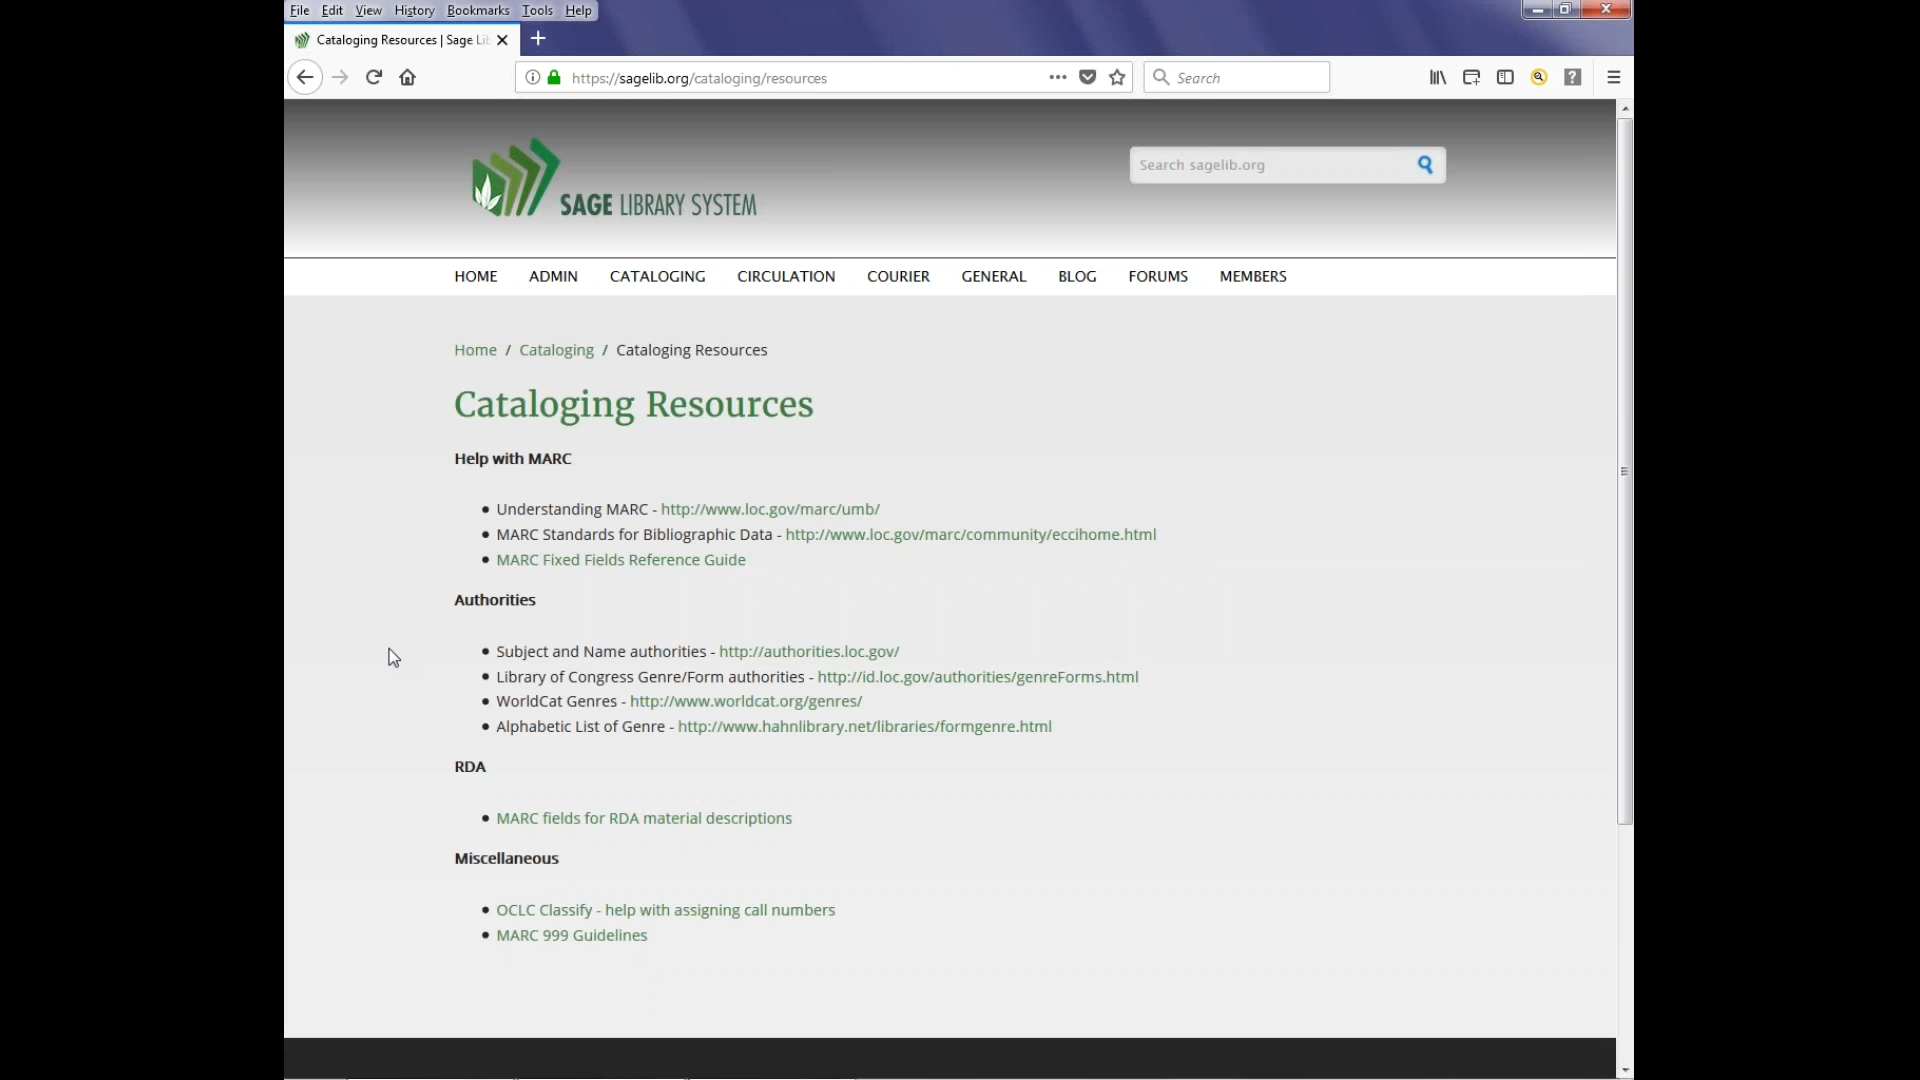 File Edit View History Bookmarks Tools Help
Cataloging Resources | Sage Li
https://sagelib.org/cataloging/resources
Search
SAGE LIBRARY SYSTEM
Search sagelib.org
HOME ADMIN CATALOGING CIRCULATION COURIER GENERAL BLOG FORUMS MEMBERS
Home / Cataloging / Cataloging Resources
Cataloging Resources
Help with MARC
• Understanding MARC - http://www.loc.gov/marc/umb/
• MARC Standards for Bibliographic Data - http://www.loc.gov/marc/community/eccihome.html
• MARC Fixed Fields Reference Guide
Authorities
• Subject and Name authorities - http://authorities.loc.gov/
• Library of Congress Genre/Form authorities - http://id.loc.gov/authorities/genreForms.html
• WorldCat Genres - http://www.worldcat.org/genres/
• Alphabetic List of Genre - http://www.hahnlibrary.net/libraries/formgenre.html
RDA
• MARC fields for RDA material descriptions
Miscellaneous
• OCLC Classify - help with assigning call numbers
• MARC 999 Guidelines